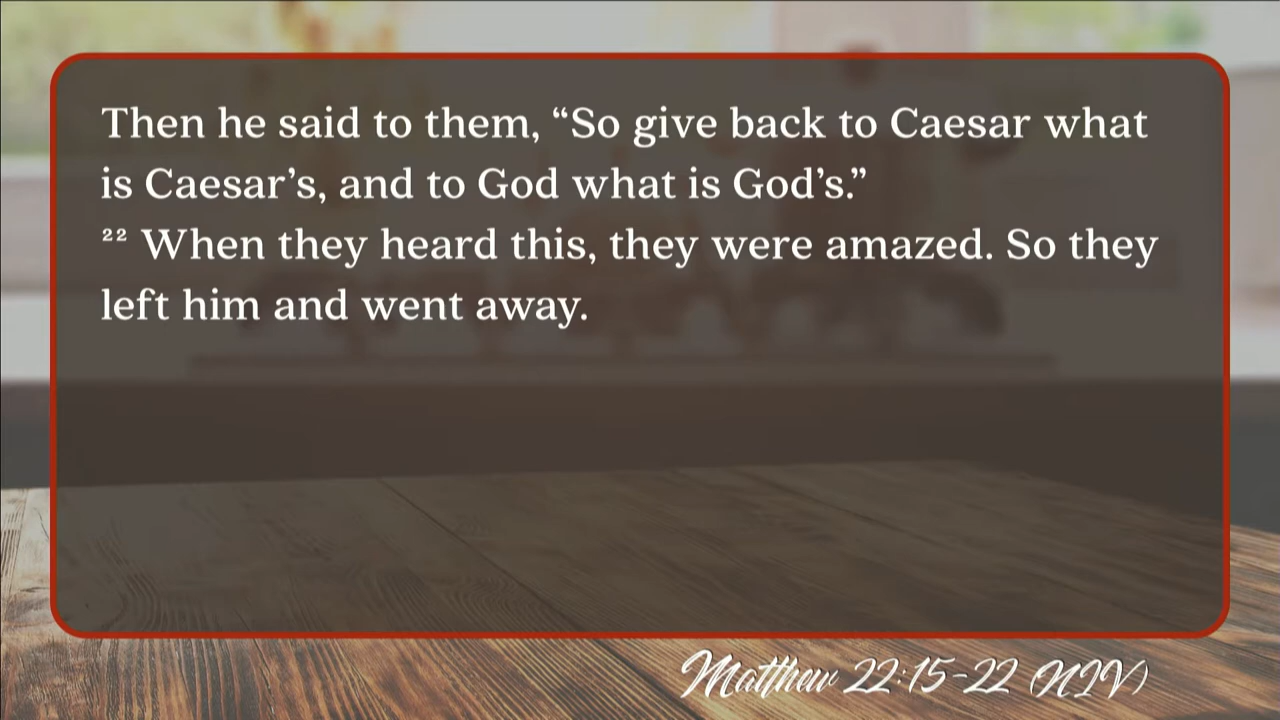 Then he said to them, “So give back to Caesar what
is Caesar’s, and to God what is God’s.”
²² When they heard this, they were amazed. So they
left him and went away.
Matthew 22:15-22 (NIV)